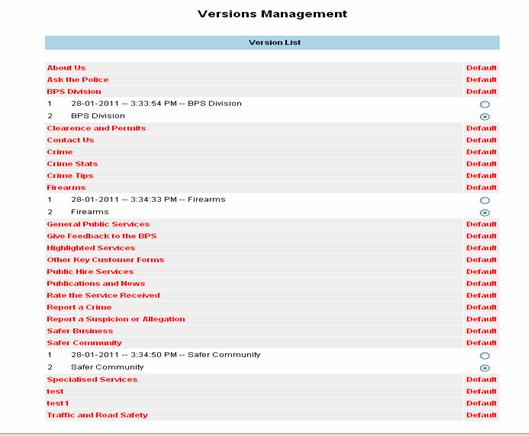 Versions Management
Version List
About Us Default
Ask the Police Default
BPS Division Default
1 28-01-2011 -- 3:33:54 PM -- BPS Division
2 BPS Division
Clearence and Permits Default
Contact Us Default
Crime Default
Crime Stats Default
Crime Tips Default
Firearms Default
1 28-01-2011 -- 3:34:33 PM -- Firearms
2 Firearms
General Public Services Default
Give Feedback to the BPS Default
Highlighted Services Default
Other Key Customer Forms Default
Public Hire Services Default
Publications and News Default
Rate the Service Received Default
Report a Crime Default
Report a Suspicion or Allegation Default
Safer Business Default
Safer Community Default
1 28-01-2011 -- 3:34:50 PM -- Safer Community
2 Safer Community
Specialised Services Default
test Default
test1 Default
Traffic and Road Safety Default